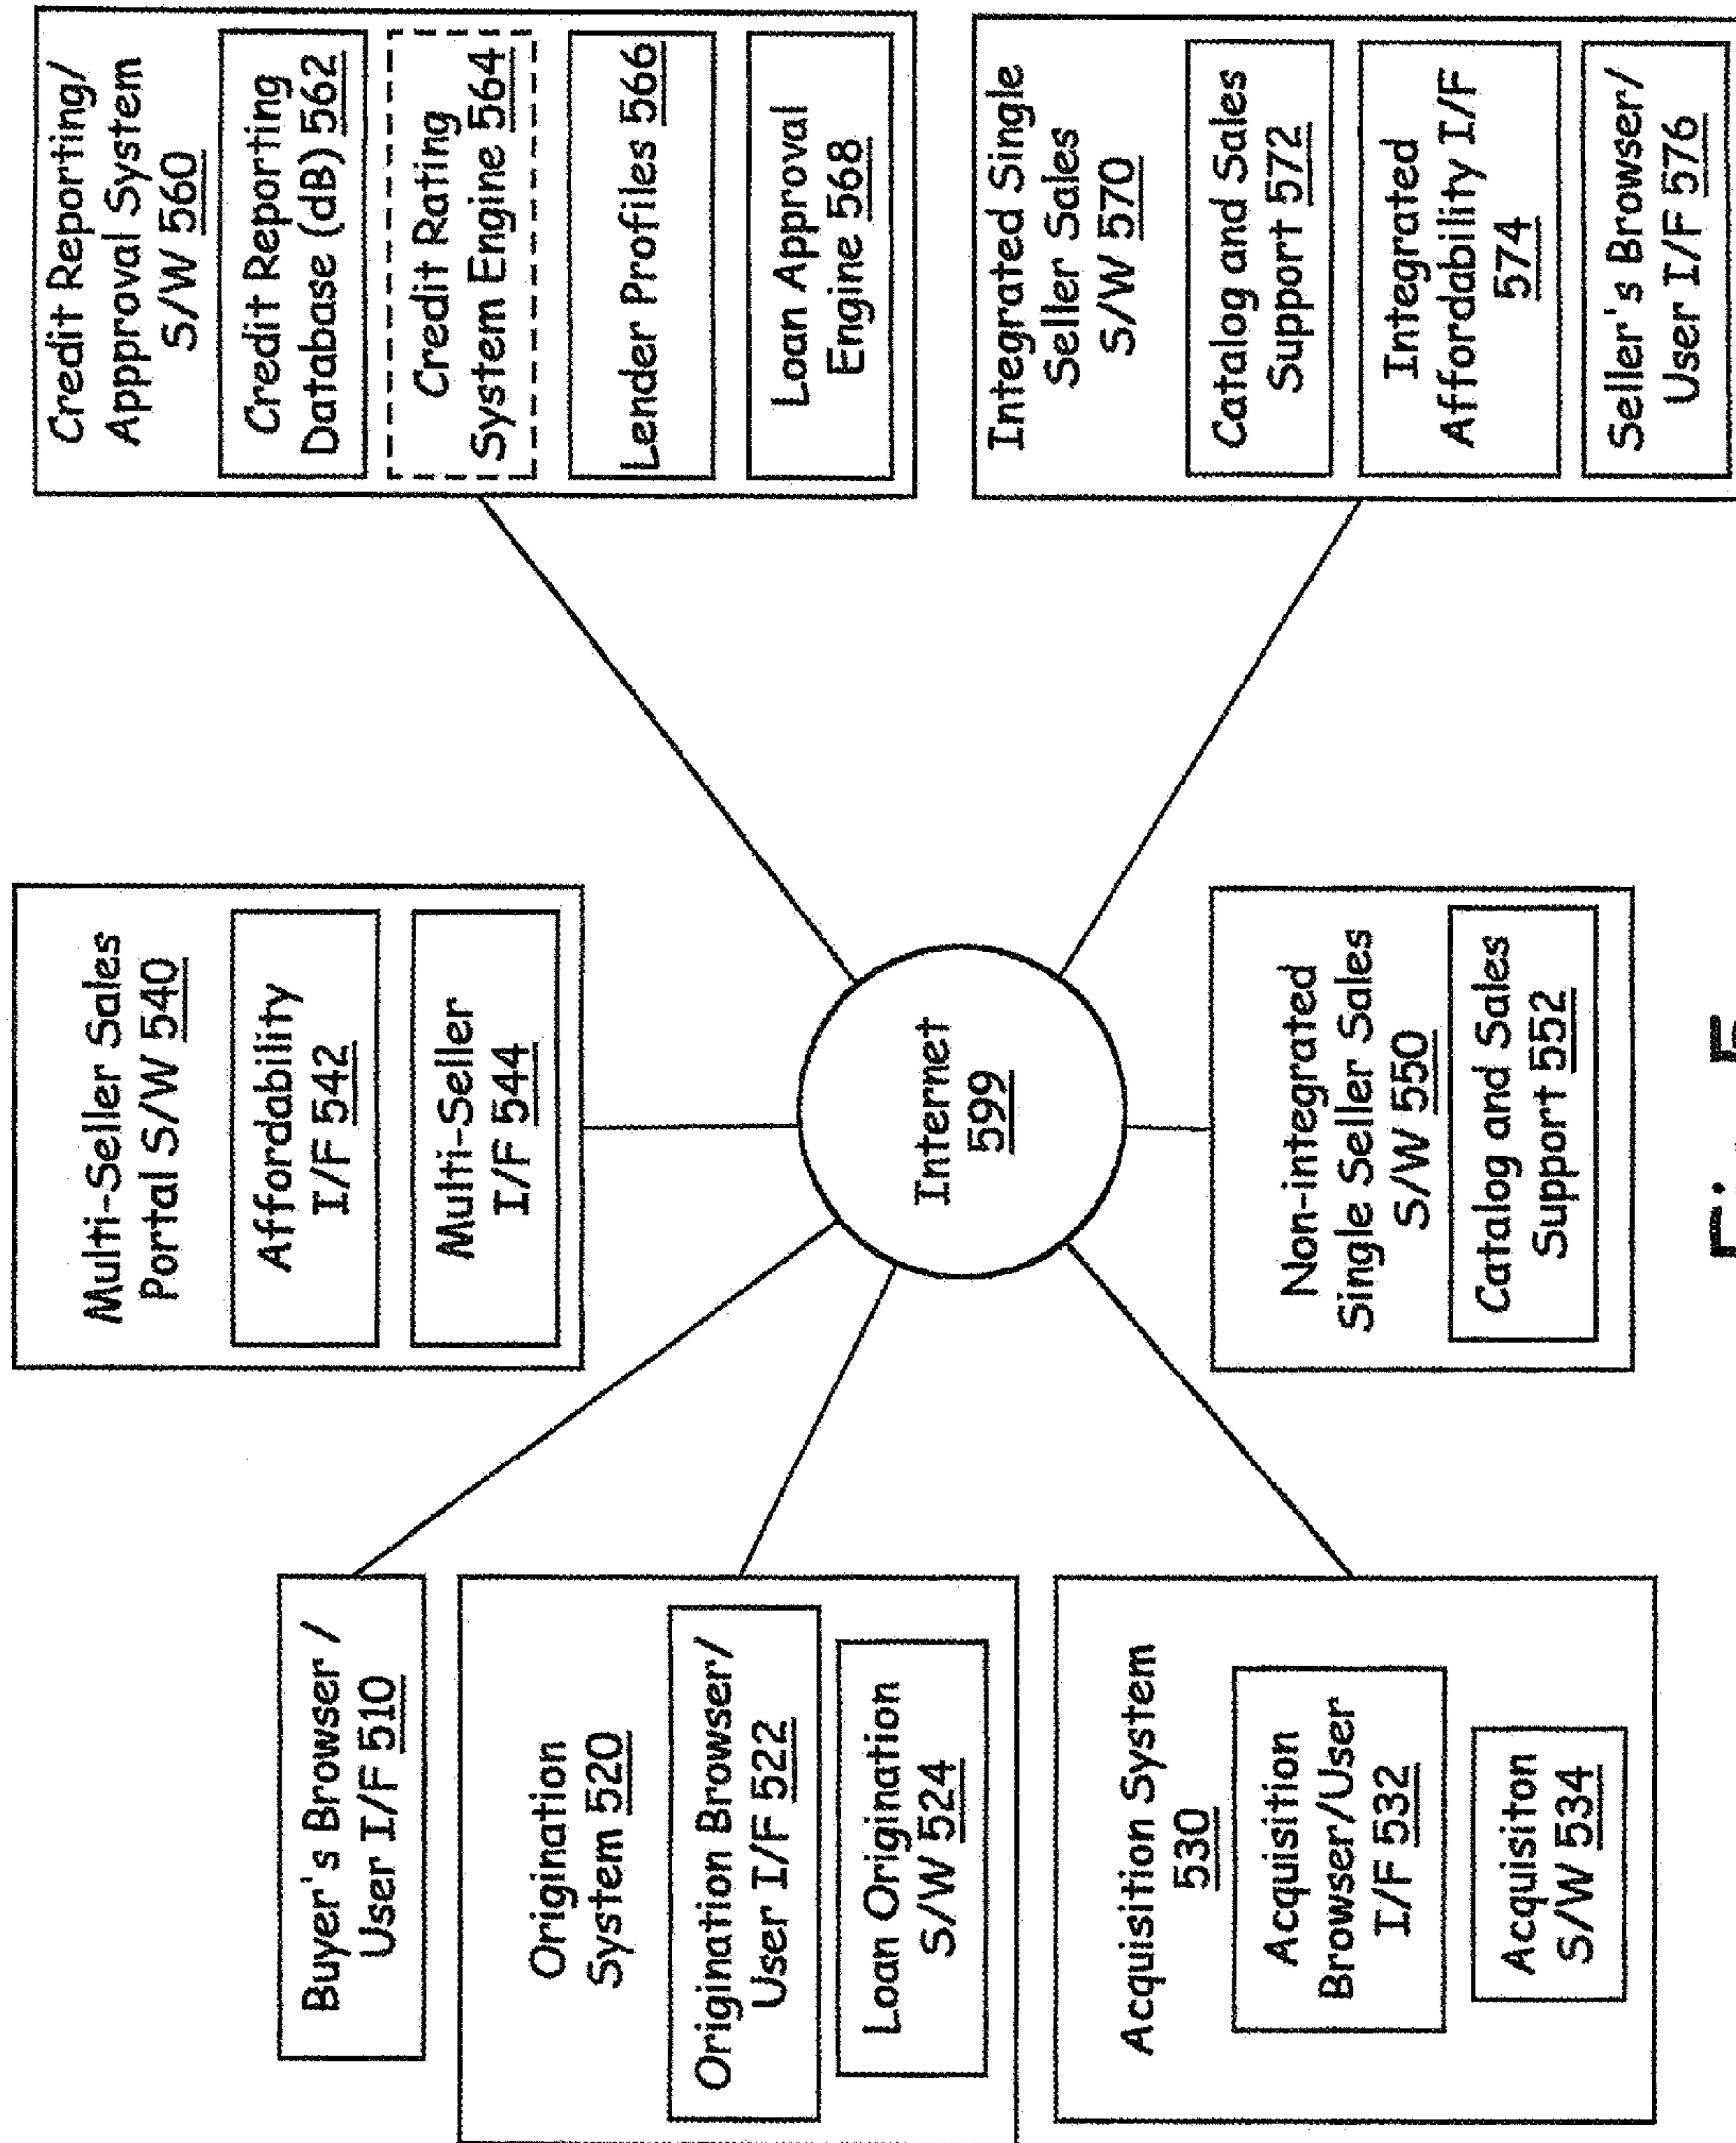 Buyer's Browser /
User I/F 510
Origination
System 520
Origination Browser/
User I/F 522
Loan Origination
S/W 524
Acquisition System
530
Acquisition
Browser/User
I/F 532
Acquisiton
S/W 534
Multi-Seller Sales
Portal S/W 540
Affordability
I/F 542
Multi-Seller
I/F 544
Internet
599
Non-integrated
Single Seller Sales
S/W 550
Catalog and Sales
Support 552
Credit Reporting/
Approval System
S/W 560
Credit Reporting
Database (dB) 562
Credit Rating
System Engine 564
Lender Profiles 566
Loan Approval
Engine 568
Integrated Single
Seller Sales
S/W 570
Catalog and Sales
Support 572
Integrated
Affordability I/F
574
Seller's Browser/
User I/F 576